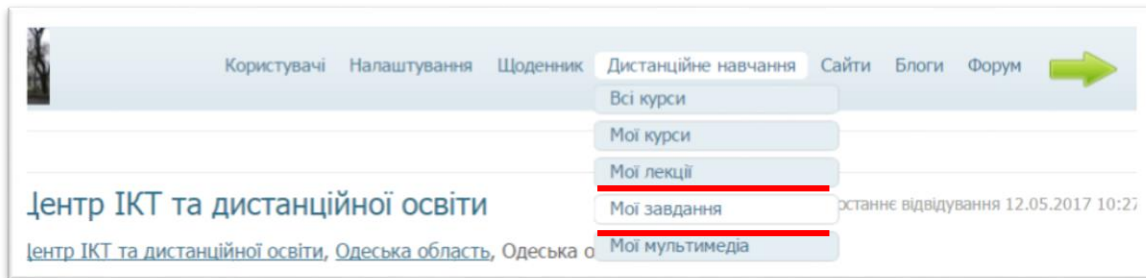 Користувачі Налаштування Щоденник Дистанційне навчання Сайти Блоги Форум
Всі курси
Мої курси
Мої лекції
Мої завдання
Мої мультимедіа
Центр ІКТ та дистанційної освіти
останнє відвідування 12.05.2017 10:27
Центр ІКТ та дистанційної освіти, Одеська область, Одеська о